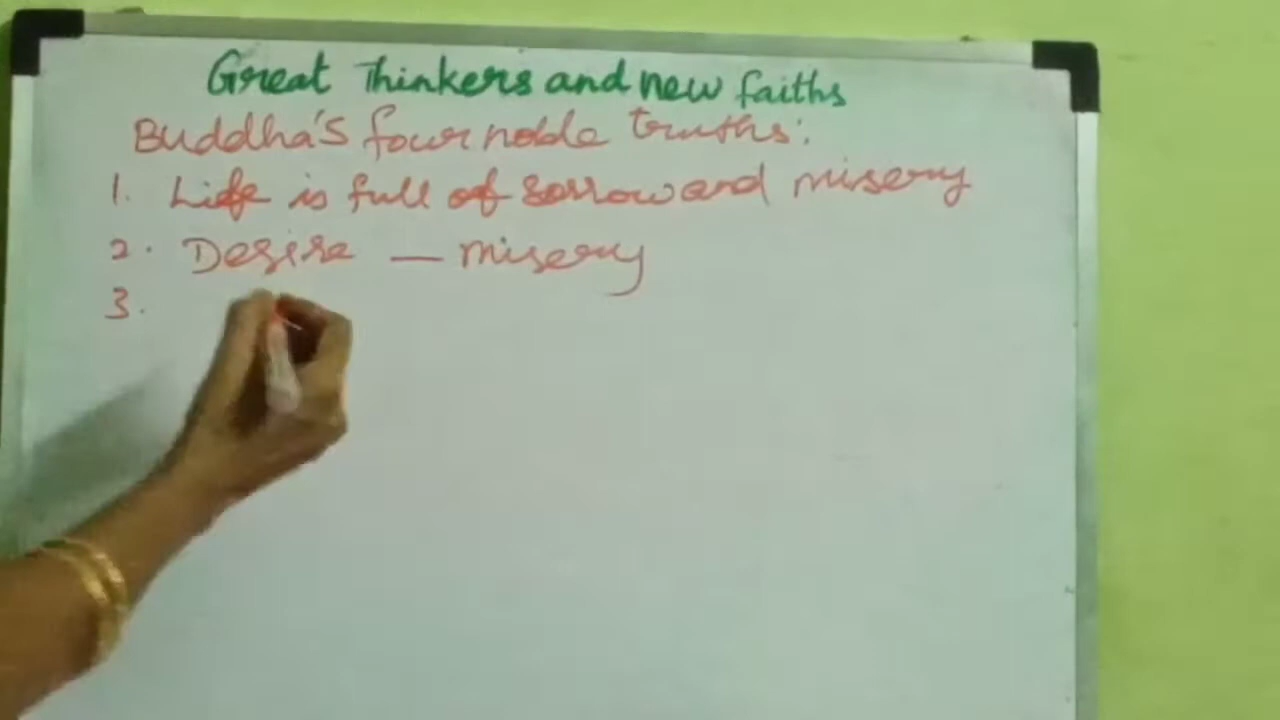 Great Thinkers and new faiths
Buddha's four noble truths:
1. Life is full of sorrow and misery
2. Desire — misery
3.